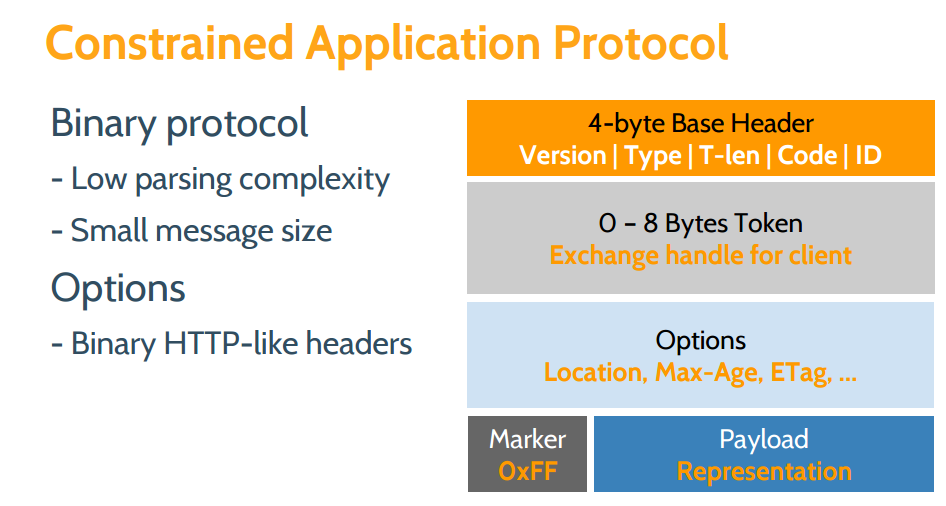 Constrained Application Protocol
Binary protocol
- Low parsing complexity
- Small message size
Options
- Binary HTTP-like headers
4-byte Base Header
Version | Type | T-len | Code | ID
0 – 8 Bytes Token
Exchange handle for client
Options
Location, Max-Age, ETag, ...
Marker
0xFF
Payload
Representation